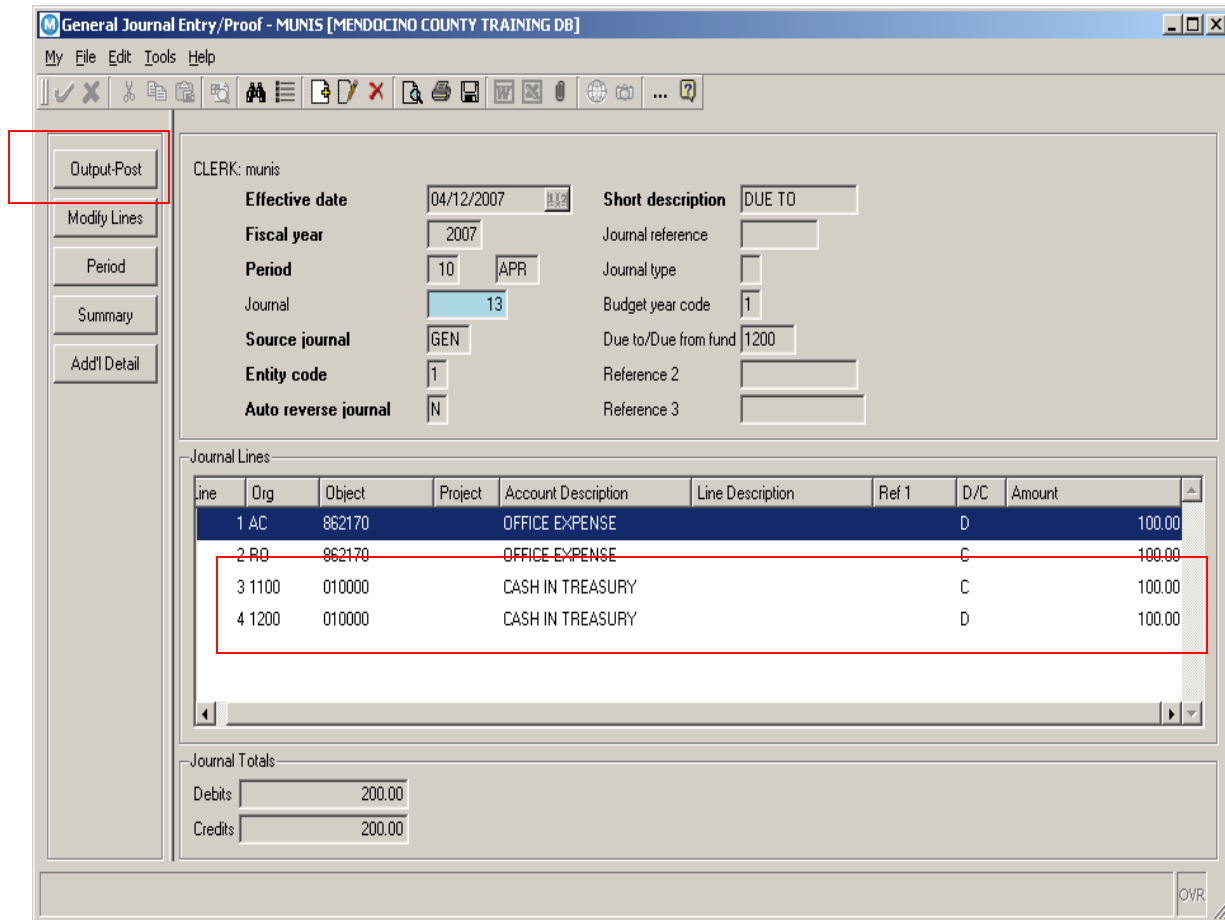 General Journal Entry/Proof - MUNIS [MENDOCINO COUNTY TRAINING DB]
My File Edit Tools Help
Output-Post
Modify Lines
Period
Summary
Add'l Detail
CLERK: munis
Effective date 04/12/2007 Short description DUE TO
Fiscal year 2007 Journal reference
Period 10 APR Journal type
Journal 13 Budget year code 1
Source journal GEN Due to/Due from fund 1200
Entity code 1 Reference 2
Auto reverse journal N Reference 3
Journal Lines
Line Org Object Project Account Description Line Description Ref 1 D/C Amount
1 AC 862170 OFFICE EXPENSE D 100.00
2 RO 862170 OFFICE EXPENSE C 100.00
3 1100 010000 CASH IN TREASURY C 100.00
4 1200 010000 CASH IN TREASURY D 100.00
Journal Totals
Debits 200.00
Credits 200.00
OVR